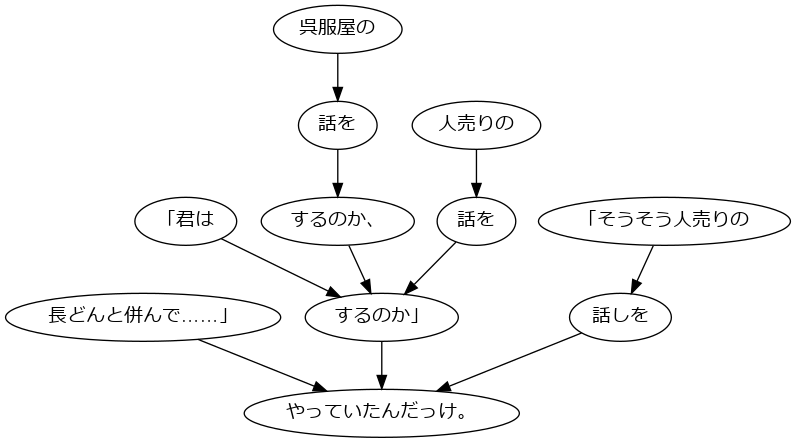 呉服屋の
話を
人売りの
「君は
するのか、
話を
「そうそう人売りの
長どんと併んで……」
するのか」
話しを
やっていたんだっけ。